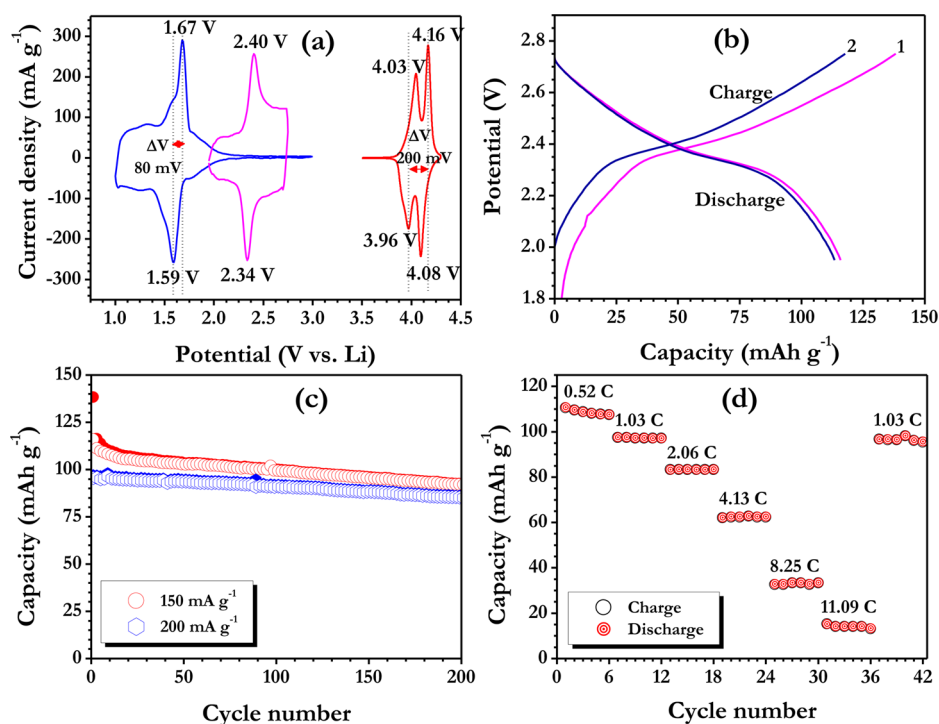 (a)
1.67 V
2.40 V
4.16 V
4.03 V
ΔV
80 mV
ΔV
200 mV
1.59 V
2.34 V
3.96 V
4.08 V
300
200
100
0
-100
-200
-300
Current density (mA g-1)
1.0 1.5 2.0 2.5 3.0 3.5 4.0 4.5
Potential (V vs. Li)
(b)
2 1
Charge
Discharge
2.8
2.6
2.4
2.2
2.0
1.8
Potential (V)
0 25 50 75 100 125 150
Capacity (mAh g-1)
(c)
150
125
100
75
50
25
0
Capacity (mAh g-1)
150 mA g-1
200 mA g-1
0 50 100 150 200
Cycle number
(d)
0.52 C
1.03 C
2.06 C
4.13 C
8.25 C
11.09 C
1.03 C
120
100
80
60
40
20
0
Capacity (mAh g-1)
Charge
Discharge
0 6 12 18 24 30 36 42
Cycle number